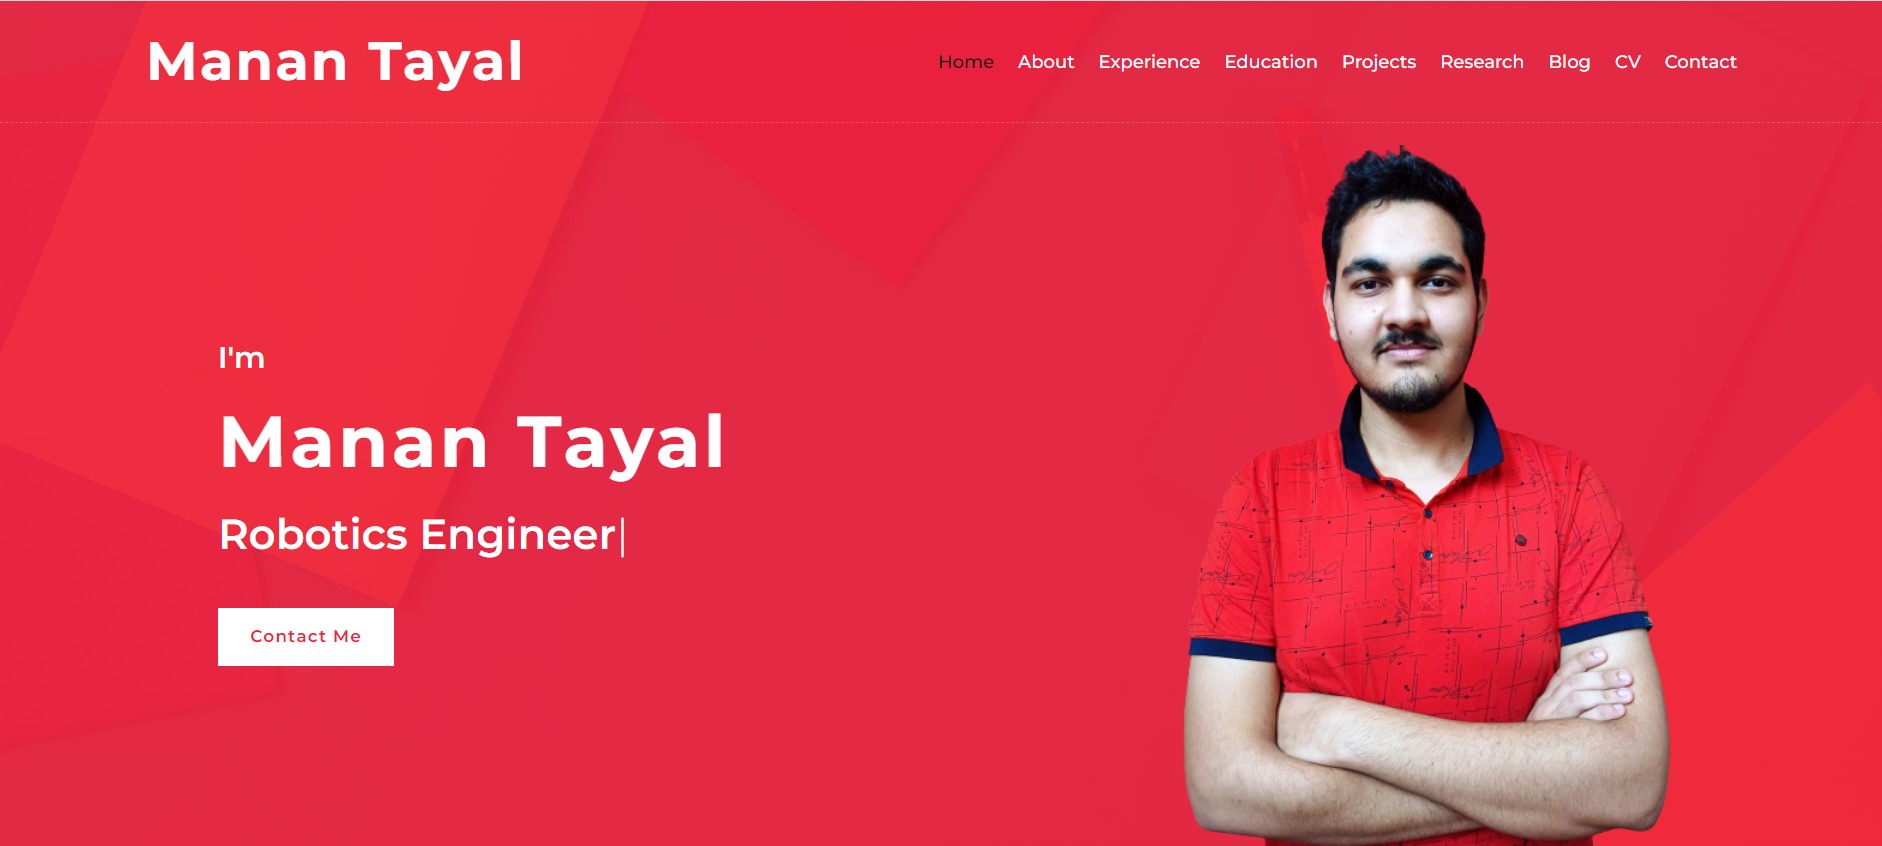 Manan Tayal
Home About Experience Education Projects Research Blog CV Contact
I'm
Manan Tayal
Robotics Engineer
Contact Me